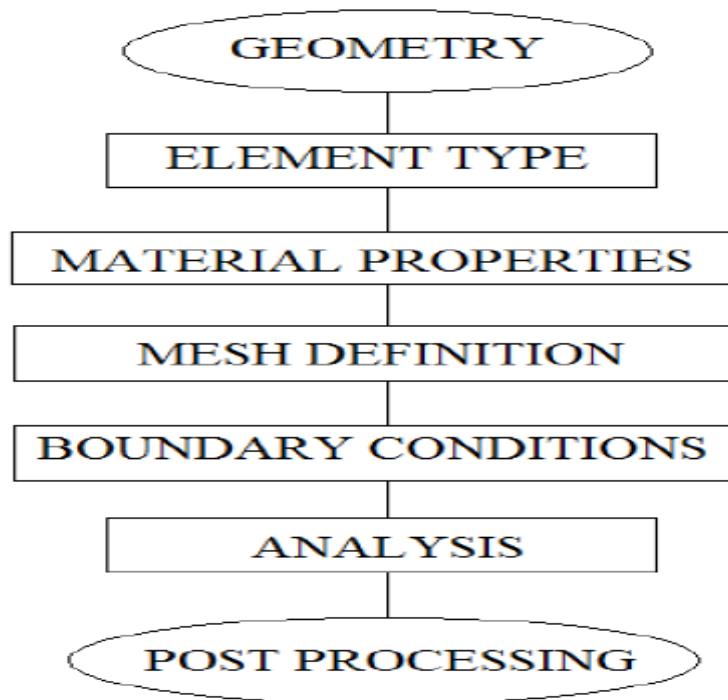 GEOMETRY
ELEMENT TYPE
MATERIAL PROPERTIES
MESH DEFINITION
BOUNDARY CONDITIONS
ANALYSIS
POST PROCESSING